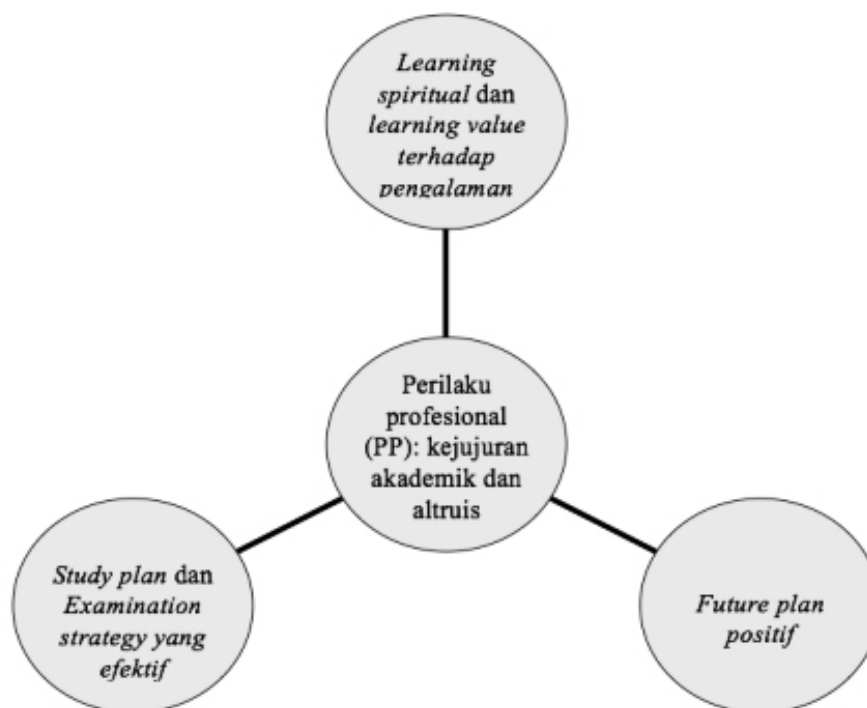 Learning
spiritual dan
learning value
terhadap
pengalaman
Perilaku
profesional
(PP): kejujuran
akademik dan
altruis
Study plan dan
Examination
strategy yang
efektif
Future plan
positif